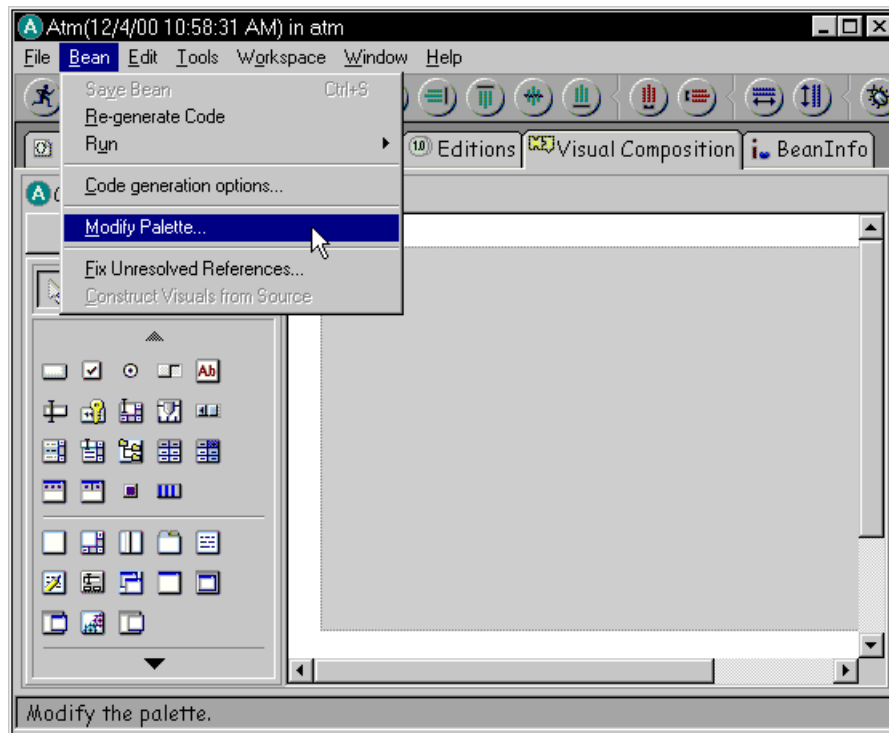 A Atm(12/4/00 10:58:31 AM) in atm
File Bean Edit Tools Workspace Window Help
Save Bean Ctrl+S
Re-generate Code
Run
1.0 Editions Visual Composition i BeanInfo
A
Code generation options...
Modify Palette...
Fix Unresolved References...
Construct Visuals from Source
Ab
Modify the palette.